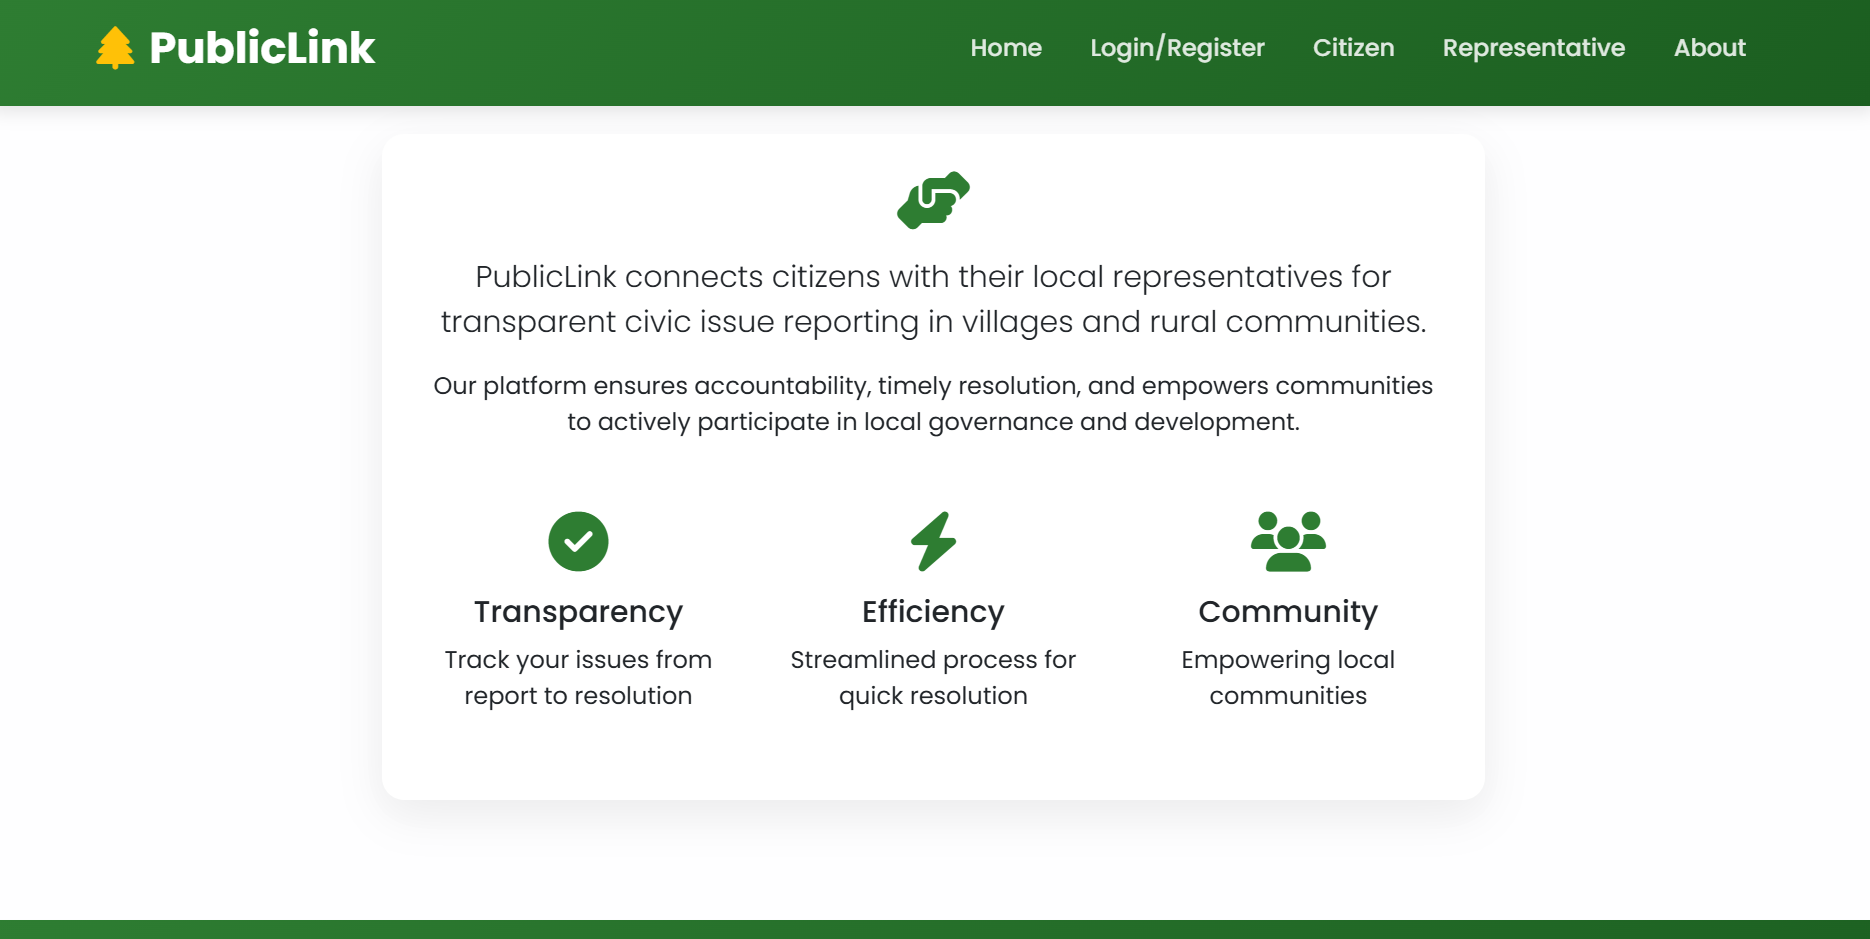 PublicLink
Home
Login/Register
Citizen
Representative
About
PublicLink connects citizens with their local representatives for
transparent civic issue reporting in villages and rural communities.
Our platform ensures accountability, timely resolution, and empowers communities
to actively participate in local governance and development.
Transparency
Track your issues from
report to resolution
Efficiency
Streamlined process for
quick resolution
Community
Empowering local
communities